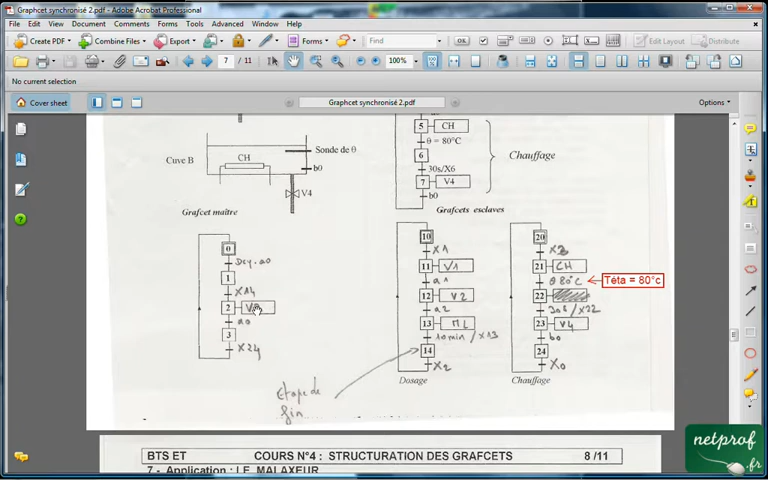 Graphcet synchronisé 2.pdf - Adobe Acrobat Professional
File Edit View Document Comments Forms Tools Advanced Window Help
Create PDF Combine Files Export Forms Find Edit Layout Distribute
7 / 11 100%
No current selection
Cover sheet Graphcet synchronisé 2.pdf Options
5 CH
θ = 80°C
Sonde de θ
CH
Cuve B
b0
6
Chauffage
30s/X6
7 V4
V4
b0
Grafcet maître
Grafcets esclaves
0
Dcy.a0
1
X14
2
a0
3
X24
10
X1
11 V1
a1
12 V2
a2
13
10min/X13
14
X2
Dosage
20
X3
21 CH
θ 80°C
Téta = 80°c
22
30s/X22
23 V4
b0
24
X0
Chauffage
étape de
fin
BTS ET COURS N°4 : STRUCTURATION DES GRAFCETS 8 /11
7 - Application : LE MALAXEUR
netprof
.fr